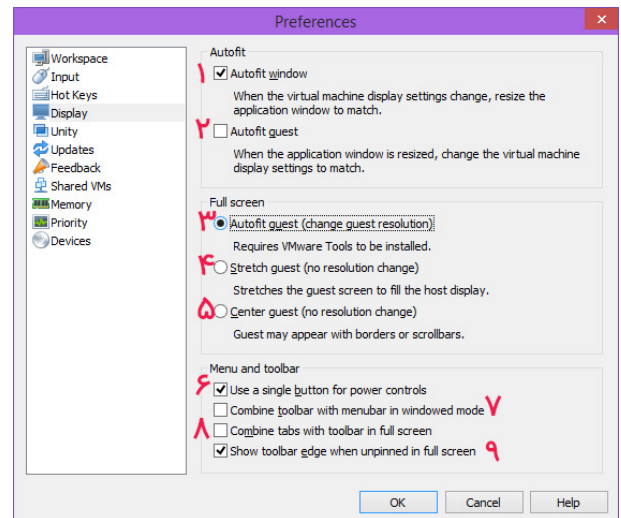 Preferences
Workspace
Input
Hot Keys
Display
Unity
Updates
Feedback
Shared VMs
Memory
Priority
Devices
Autofit
۱ Autofit window
When the virtual machine display settings change, resize the
application window to match.
۲ Autofit guest
When the application window is resized, change the virtual machine
display settings to match.
Full screen
۳ Autofit guest (change guest resolution)
Requires VMware Tools to be installed.
۴ Stretch guest (no resolution change)
Stretches the guest screen to fill the host display.
۵ Center guest (no resolution change)
Guest may appear with borders or scrollbars.
Menu and toolbar
۶ Use a single button for power controls
Combine toolbar with menubar in windowed mode ۷
۸ Combine tabs with toolbar in full screen
Show toolbar edge when unpinned in full screen ۹
OK Cancel Help